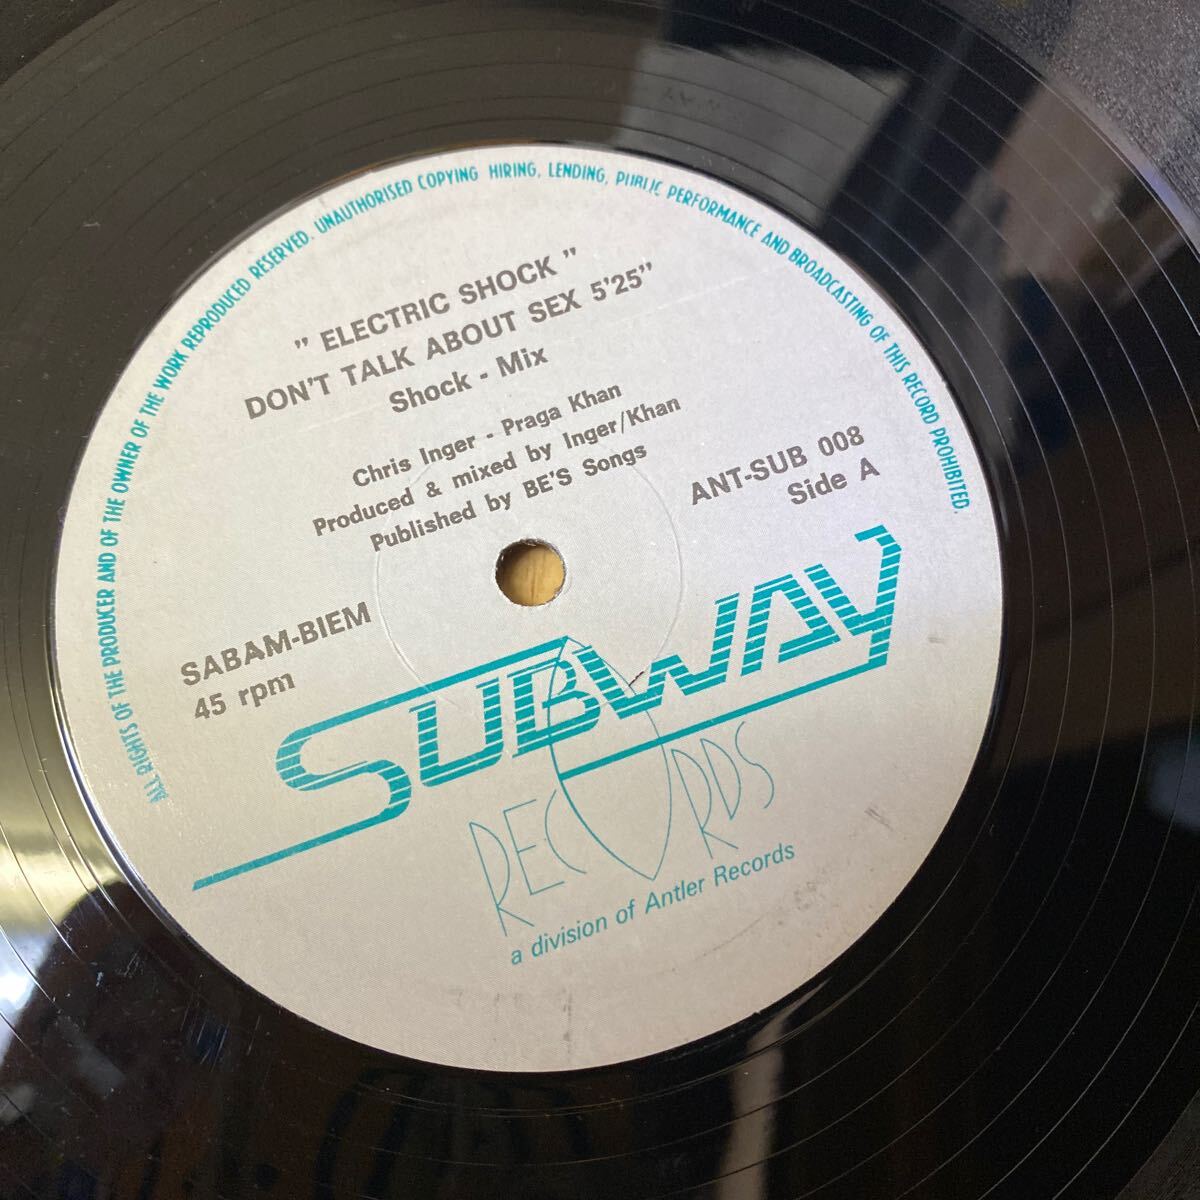 ALL RIGHTS OF THE PRODUCER AND OF THE OWNER OF THE WORK REPRODUCED RESERVED. UNAUTHORISED COPYING HIRING, LENDING, PUBLIC PERFORMANCE AND BROADCASTING OF THIS RECORD PROHIBITED.
" ELECTRIC SHOCK "
DON'T TALK ABOUT SEX 5'25"
Shock - Mix
Chris Inger - Praga Khan
Produced & mixed by Inger/Khan
Published by BE'S Songs
ANT-SUB 008
Side A
SABAM-BIEM
45 rpm
SUBWAY
RECORDS
a division of Antler Records